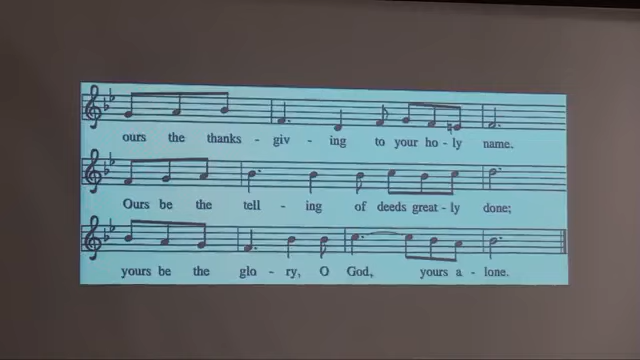 ours the thanks - giv - ing to your ho - ly name.
Ours be the tell - ing of deeds great - ly done;
yours be the glo - ry, O God, yours a - lone.